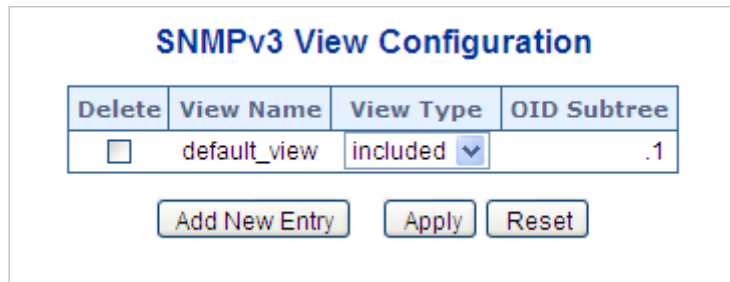 SNMPv3 View Configuration
Delete View Name View Type OID Subtree
default_view included .1
Add New Entry Apply Reset